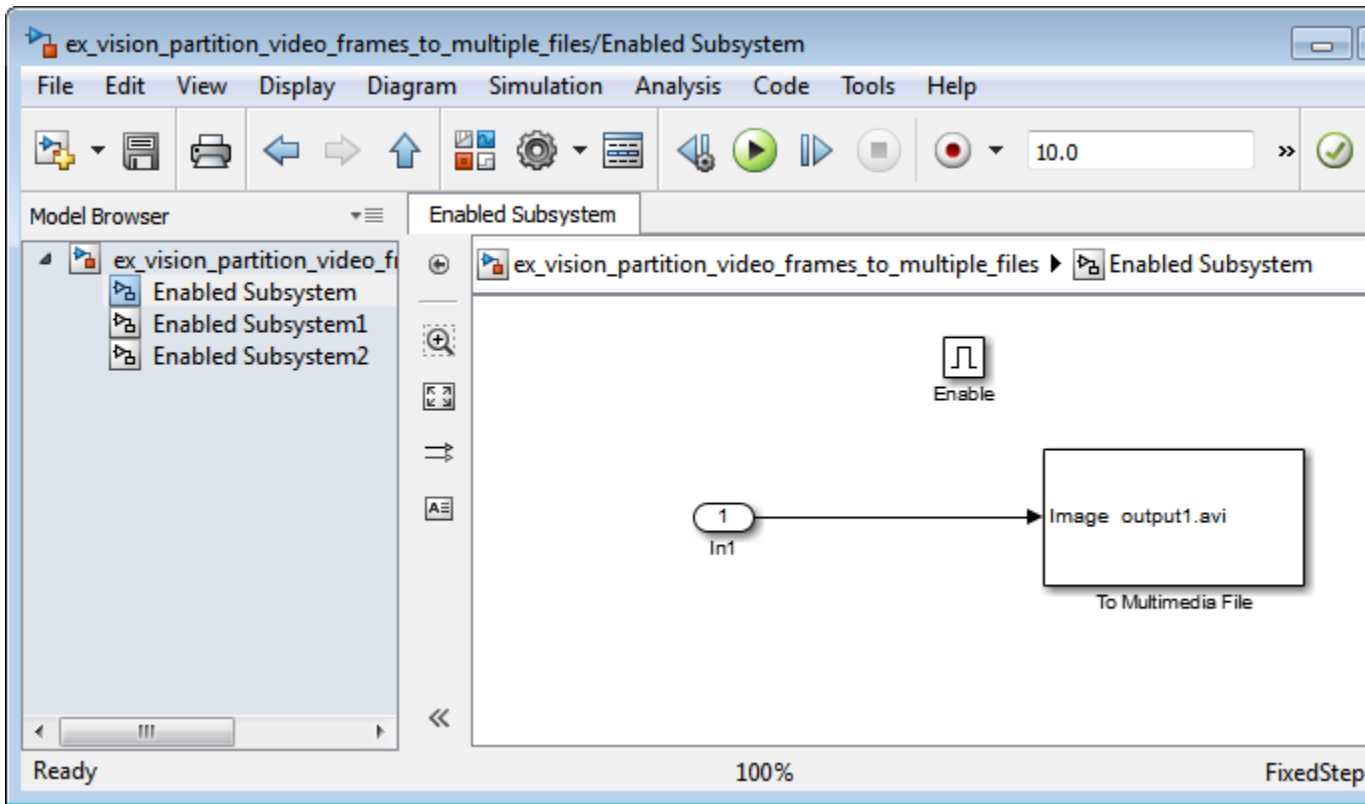 ex_vision_partition_video_frames_to_multiple_files/Enabled Subsystem
File Edit View Display Diagram Simulation Analysis Code Tools Help
10.0 »
Model Browser
Enabled Subsystem
ex_vision_partition_video_fr
Enabled Subsystem
Enabled Subsystem1
Enabled Subsystem2
ex_vision_partition_video_frames_to_multiple_files Enabled Subsystem
Enable
1
In1
Image output1.avi
To Multimedia File
Ready 100% FixedStep